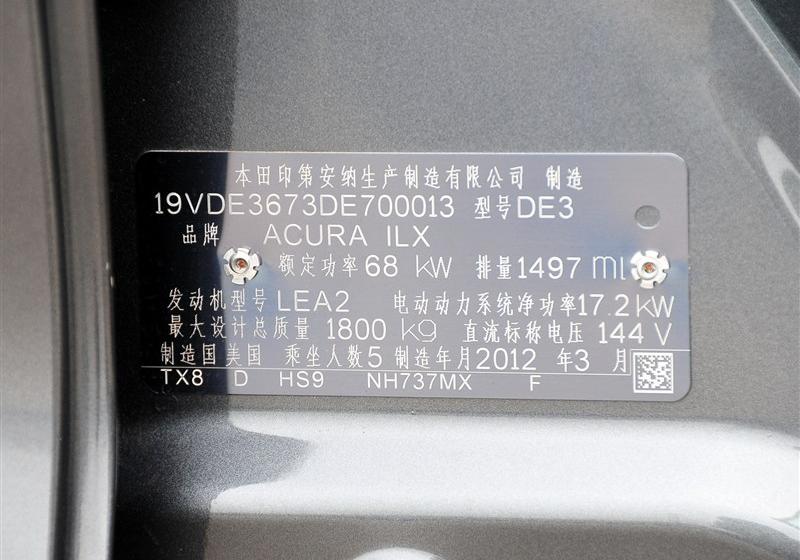 本田印第安纳生产制造有限公司 制造
19VDE3673DE700013 型号DE3
品牌 ACURA ILX
额定功率68 kW 排量1497 ml
发动机型号LEA2 电动动力系统净功率17.2kW
最大设计总质量 1800 kg 直流标称电压 144 V
制造国 美国 乘坐人数5 制造年月2012 年3 月
TX8 D HS9 NH737MX F